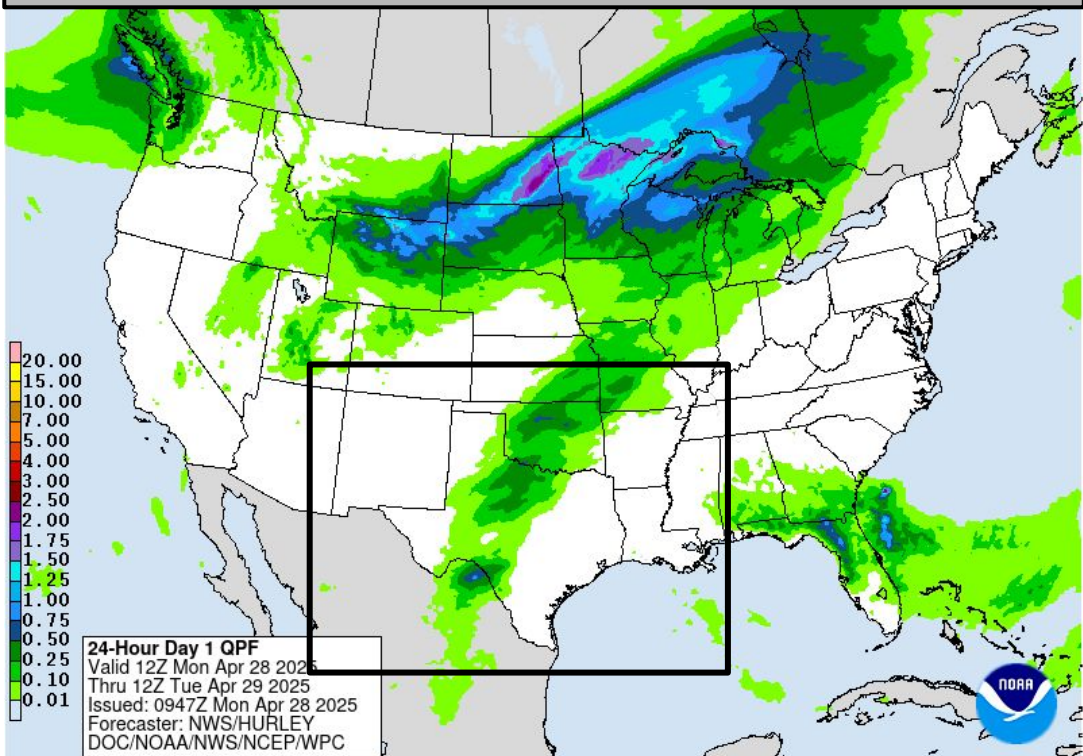 20.00
15.00
10.00
7.00
5.00
4.00
3.00
2.50
2.00
1.75
1.50
1.25
1.00
0.75
0.50
0.25
0.10
0.01
24-Hour Day 1 QPF
Valid 12Z Mon Apr 28 2025
Thru 12Z Tue Apr 29 2025
Issued: 0947Z Mon Apr 28 2025
Forecaster: NWS/HURLEY
DOC/NOAA/NWS/NCEP/WPC
NOAA